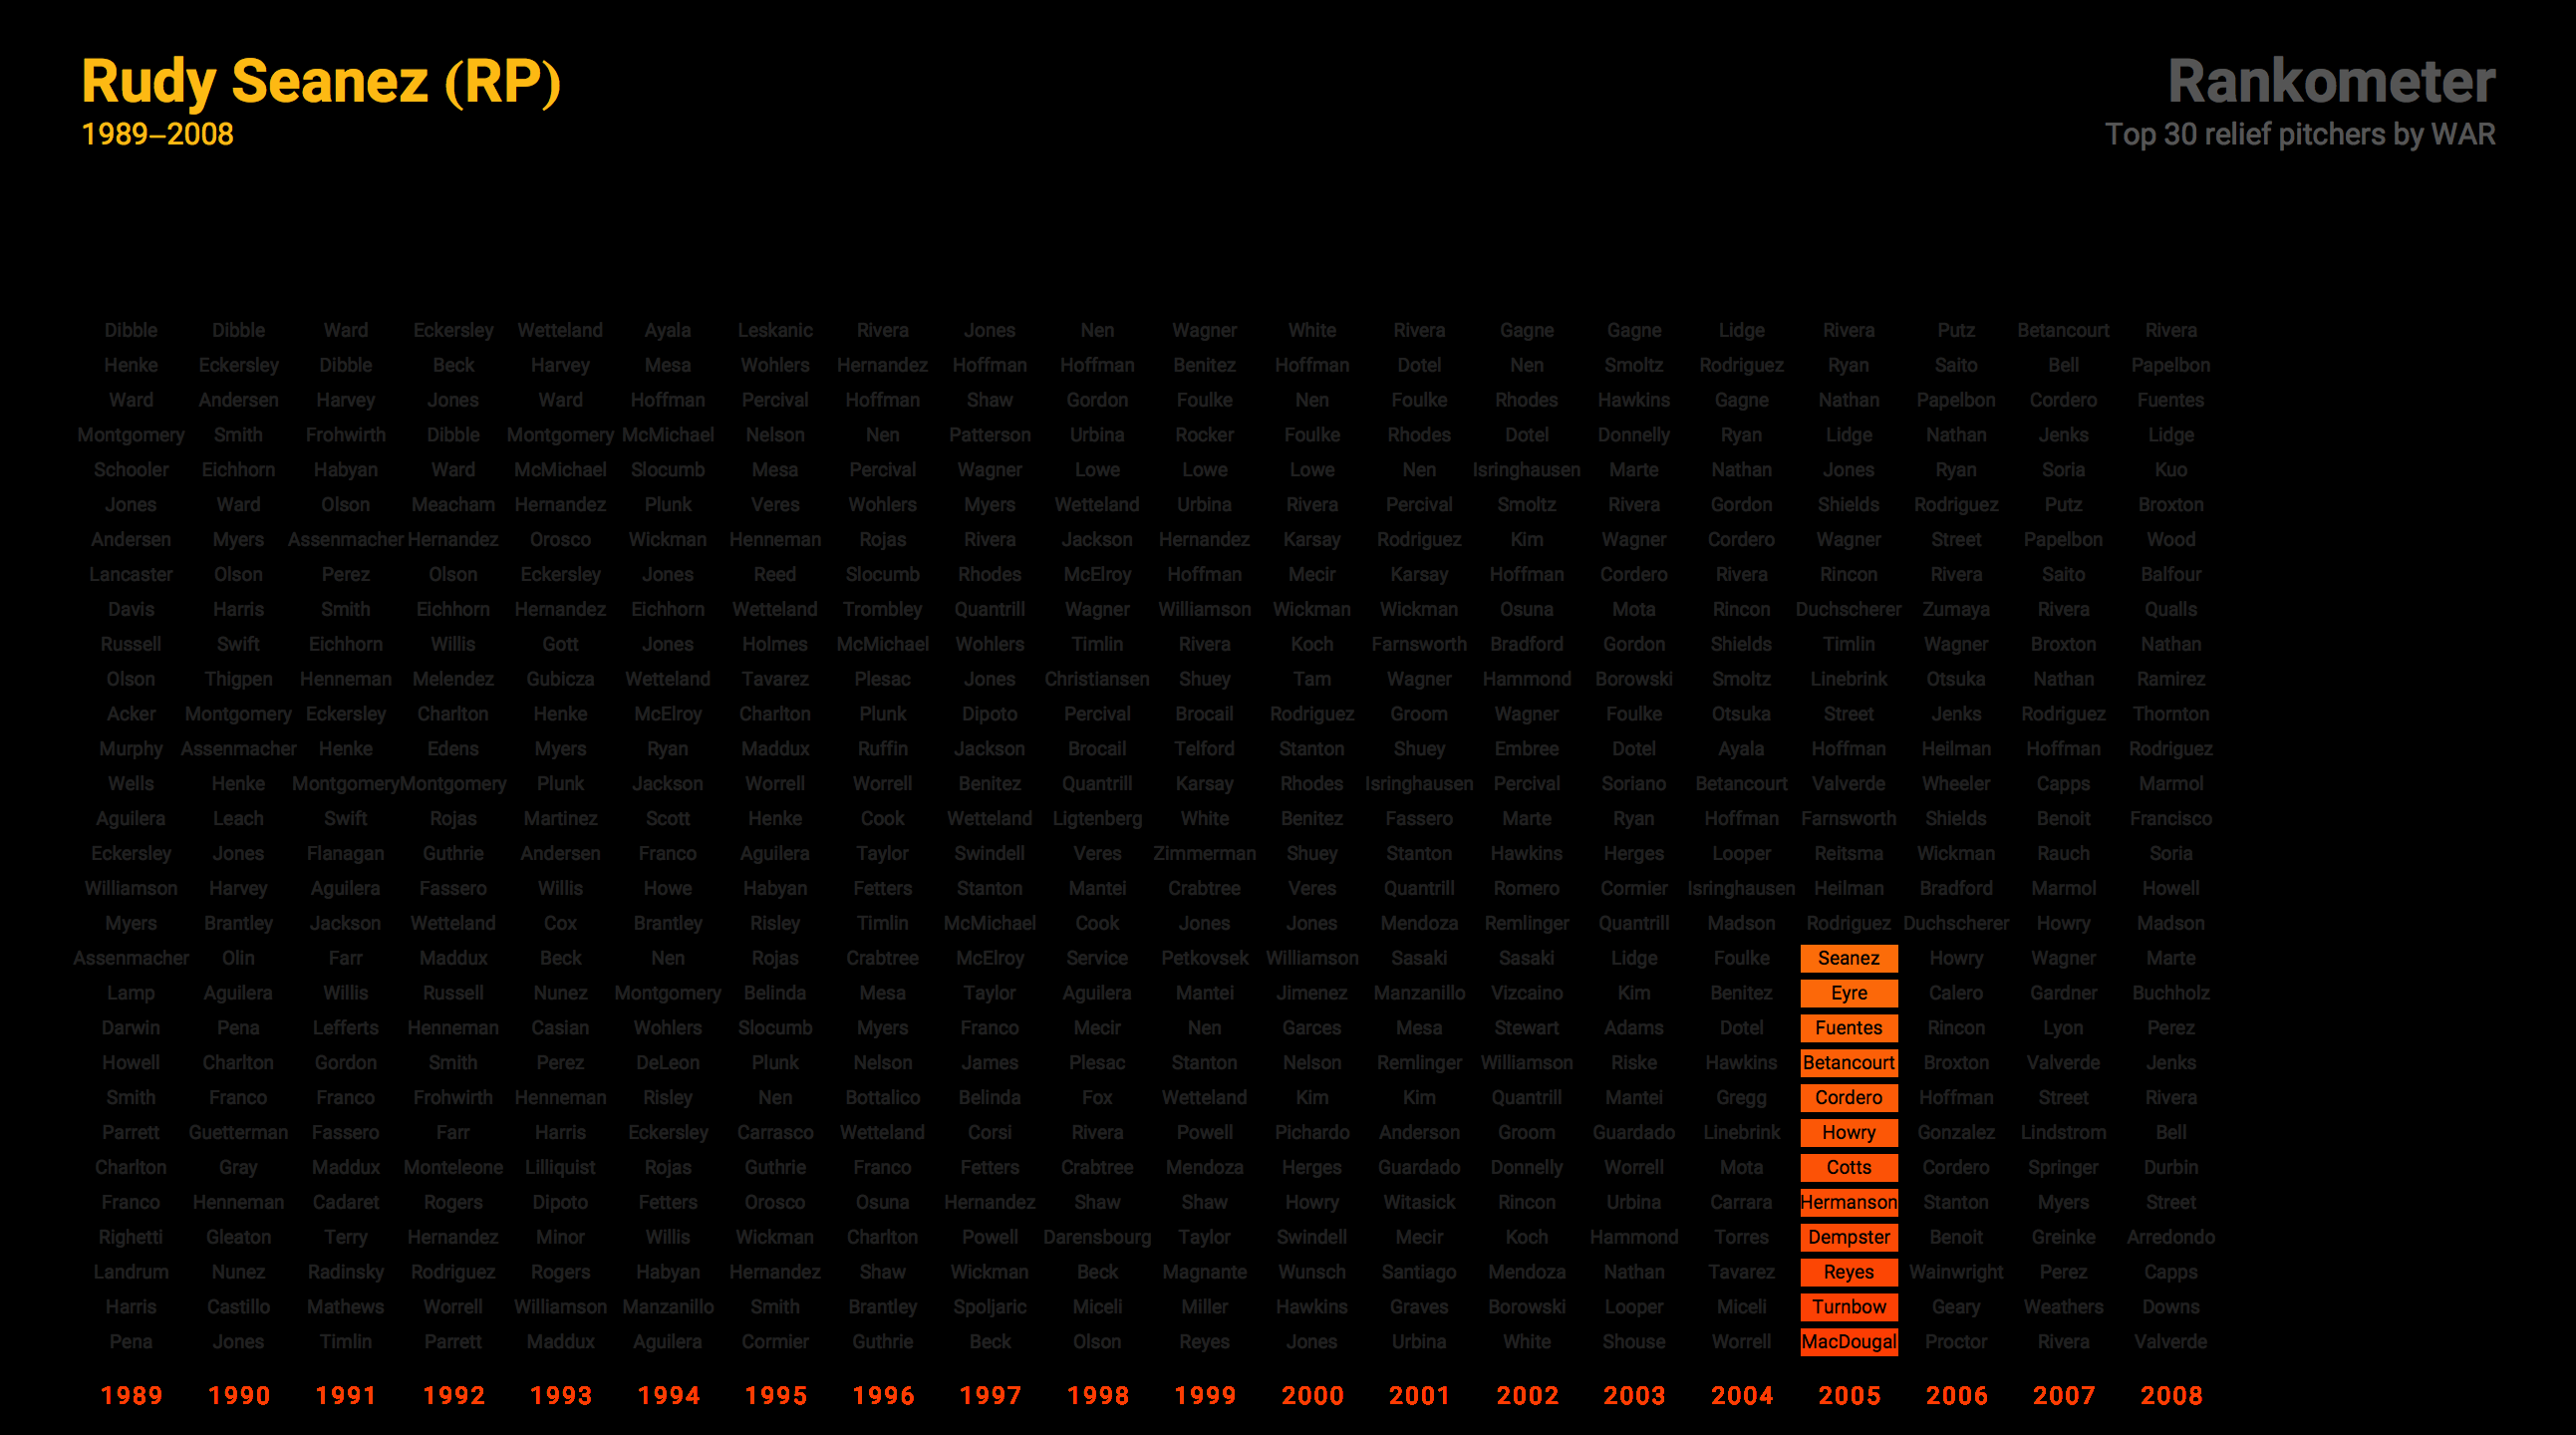 Rudy Seanez (RP)
1989–2008
Rankometer
Top 30 relief pitchers by WAR
Dibble Dibble Ward Eckersley Wetteland Ayala Leskanic Rivera Jones Nen Wagner White Rivera Gagne Gagne Lidge Rivera Putz Betancourt Rivera
Henke Eckersley Dibble Beck Harvey Mesa Wohlers Hernandez Hoffman Hoffman Benitez Hoffman Dotel Nen Smoltz Rodriguez Ryan Saito Bell Papelbon
Ward Andersen Harvey Jones Ward Hoffman Percival Hoffman Shaw Gordon Foulke Nen Foulke Rhodes Hawkins Gagne Nathan Papelbon Cordero Fuentes
Montgomery Smith Frohwirth Dibble Montgomery McMichael Nelson Nen Patterson Urbina Rocker Foulke Rhodes Dotel Donnelly Ryan Lidge Nathan Jenks Lidge
Schooler Eichhorn Habyan Ward McMichael Slocumb Mesa Percival Wagner Lowe Lowe Lowe Nen Isringhausen Marte Nathan Jones Ryan Soria Kuo
Jones Ward Olson Meacham Hernandez Plunk Veres Wohlers Myers Wetteland Urbina Rivera Percival Smoltz Rivera Gordon Shields Rodriguez Putz Broxton
Andersen Myers Assenmacher Hernandez Orosco Wickman Henneman Rojas Rivera Jackson Hernandez Karsay Rodriguez Kim Wagner Cordero Wagner Street Papelbon Wood
Lancaster Olson Perez Olson Eckersley Jones Reed Slocumb Rhodes McElroy Hoffman Mecir Karsay Hoffman Cordero Rivera Rincon Rivera Saito Balfour
Davis Harris Smith Eichhorn Hernandez Eichhorn Wetteland Trombley Quantrill Wagner Williamson Wickman Wickman Osuna Mota Rincon Duchscherer Zumaya Rivera Qualls
Russell Swift Eichhorn Willis Gott Jones Holmes McMichael Wohlers Timlin Rivera Koch Farnsworth Bradford Gordon Shields Timlin Wagner Broxton Nathan
Olson Thigpen Henneman Melendez Gubicza Wetteland Tavarez Plesac Jones Christiansen Shuey Tam Wagner Hammond Borowski Smoltz Linebrink Otsuka Nathan Ramirez
Acker Montgomery Eckersley Charlton Henke McElroy Charlton Plunk Dipoto Percival Brocail Rodriguez Groom Wagner Foulke Otsuka Street Jenks Rodriguez Thornton
Murphy Assenmacher Henke Edens Myers Ryan Maddux Ruffin Jackson Brocail Telford Stanton Shuey Embree Dotel Ayala Hoffman Heilman Hoffman Rodriguez
Wells Henke Montgomery Montgomery Plunk Jackson Worrell Worrell Benitez Quantrill Karsay Rhodes Isringhausen Percival Soriano Betancourt Valverde Wheeler Capps Marmol
Aguilera Leach Swift Rojas Martinez Scott Henke Cook Wetteland Ligtenberg White Benitez Fassero Marte Ryan Hoffman Farnsworth Shields Benoit Francisco
Eckersley Jones Flanagan Guthrie Andersen Franco Aguilera Taylor Swindell Veres Zimmerman Shuey Stanton Hawkins Herges Looper Reitsma Wickman Rauch Soria
Williamson Harvey Aguilera Fassero Willis Howe Habyan Fetters Stanton Mantei Crabtree Veres Quantrill Romero Cormier Isringhausen Heilman Bradford Marmol Howell
Myers Brantley Jackson Wetteland Cox Brantley Risley Timlin McMichael Cook Jones Jones Mendoza Remlinger Quantrill Madson Rodriguez Duchscherer Howry Madson
Assenmacher Olin Farr Maddux Beck Nen Rojas Crabtree McElroy Service Petkovsek Williamson Sasaki Sasaki Lidge Foulke Seanez Howry Wagner Marte
Lamp Aguilera Willis Russell Nunez Montgomery Belinda Mesa Taylor Aguilera Mantei Jimenez Manzanillo Vizcaino Kim Benitez Eyre Calero Gardner Buchholz
Darwin Pena Lefferts Henneman Casian Wohlers Slocumb Myers Franco Mecir Nen Garces Mesa Stewart Adams Dotel Fuentes Rincon Lyon Perez
Howell Charlton Gordon Smith Perez DeLeon Plunk Nelson James Plesac Stanton Nelson Remlinger Williamson Riske Hawkins Betancourt Broxton Valverde Jenks
Smith Franco Franco Frohwirth Henneman Risley Nen Bottalico Belinda Fox Wetteland Kim Kim Quantrill Mantei Gregg Cordero Hoffman Street Rivera
Parrett Guetterman Fassero Farr Harris Eckersley Carrasco Wetteland Corsi Rivera Powell Pichardo Anderson Groom Guardado Linebrink Howry Gonzalez Lindstrom Bell
Charlton Gray Maddux Monteleone Lilliquist Rojas Guthrie Franco Fetters Crabtree Mendoza Herges Guardado Donnelly Worrell Mota Cotts Cordero Springer Durbin
Franco Henneman Cadaret Rogers Dipoto Fetters Orosco Osuna Hernandez Shaw Shaw Howry Witasick Rincon Urbina Carrara Hermanson Stanton Myers Street
Righetti Gleaton Terry Hernandez Minor Willis Wickman Charlton Powell Darensbourg Taylor Swindell Mecir Koch Hammond Torres Dempster Benoit Greinke Arredondo
Landrum Nunez Radinsky Rodriguez Rogers Habyan Hernandez Shaw Wickman Beck Magnante Wunsch Santiago Mendoza Nathan Tavarez Reyes Wainwright Perez Capps
Harris Castillo Mathews Worrell Williamson Manzanillo Smith Brantley Spoljaric Miceli Miller Hawkins Graves Borowski Looper Miceli Turnbow Geary Weathers Downs
Pena Jones Timlin Parrett Maddux Aguilera Cormier Guthrie Beck Olson Reyes Jones Urbina White Shouse Worrell MacDougal Proctor Rivera Valverde
1989 1990 1991 1992 1993 1994 1995 1996 1997 1998 1999 2000 2001 2002 2003 2004 2005 2006 2007 2008